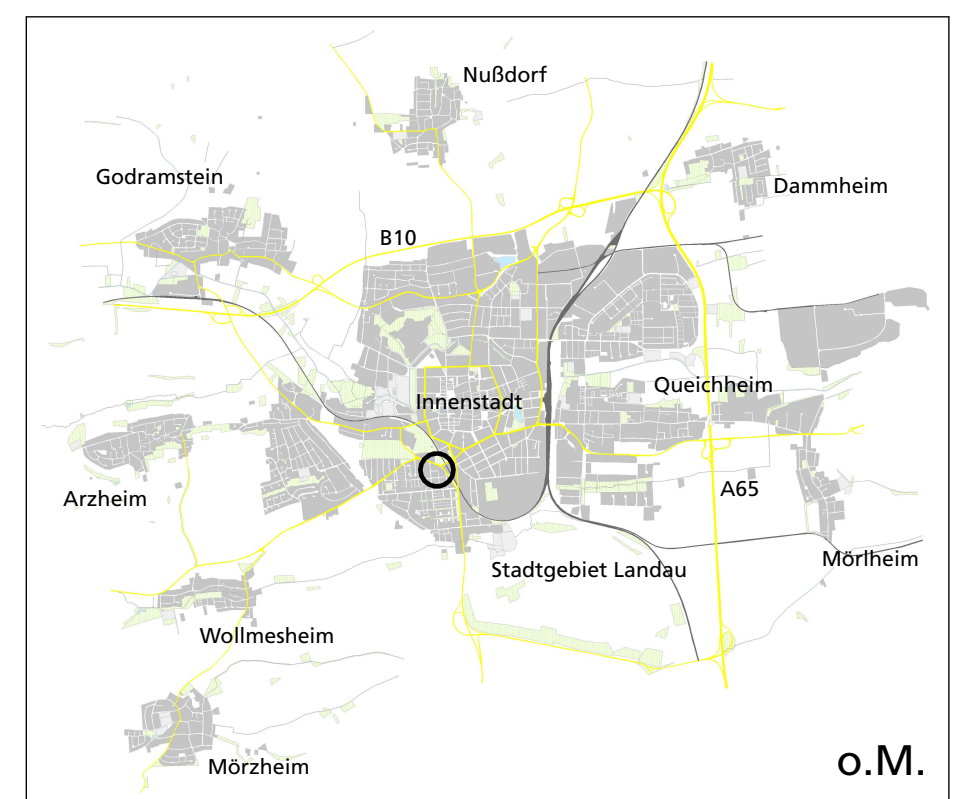 Nußdorf
Godramstein
Dammheim
B10
Queichheim
Innenstadt
Arzheim
A65
Mörlheim
Stadtgebiet Landau
Wollmesheim
Mörzheim
o.M.